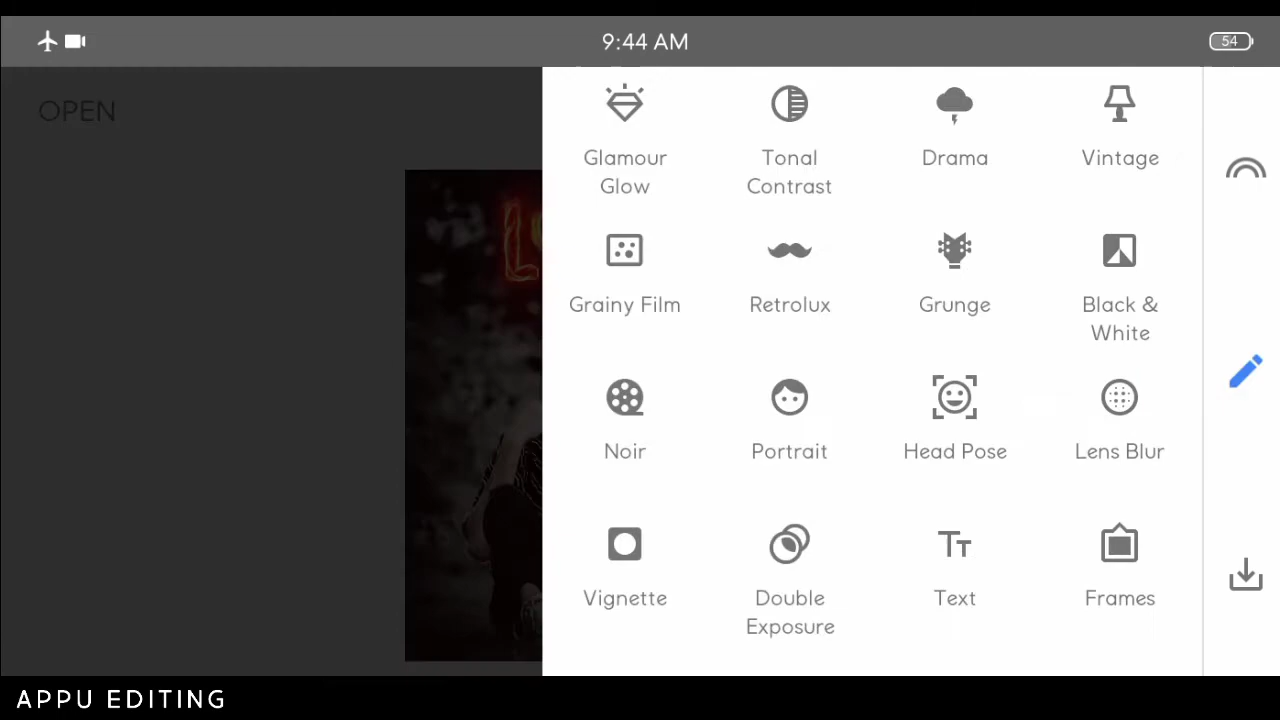 9:44 AM
54
OPEN
Glamour
Glow
Tonal
Contrast
Drama
Vintage
Grainy Film
Retrolux
Grunge
Black &
White
Noir
Portrait
Head Pose
Lens Blur
Vignette
Double
Exposure
Text
Frames
APPU EDITING